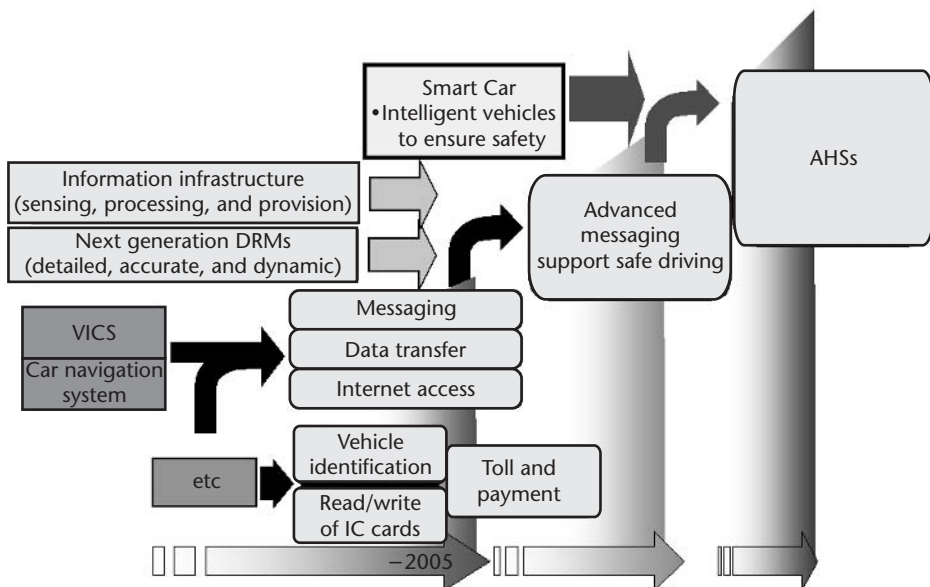 Smart Car
•Intelligent vehicles
to ensure safety
AHSs
Information infrastructure
(sensing, processing, and provision)
Next generation DRMs
(detailed, accurate, and dynamic)
Advanced
messaging
support safe driving
Messaging
VICS
Data transfer
Car navigation
system
Internet access
Vehicle
identification
Toll and
payment
etc
Read/write
of IC cards
−2005